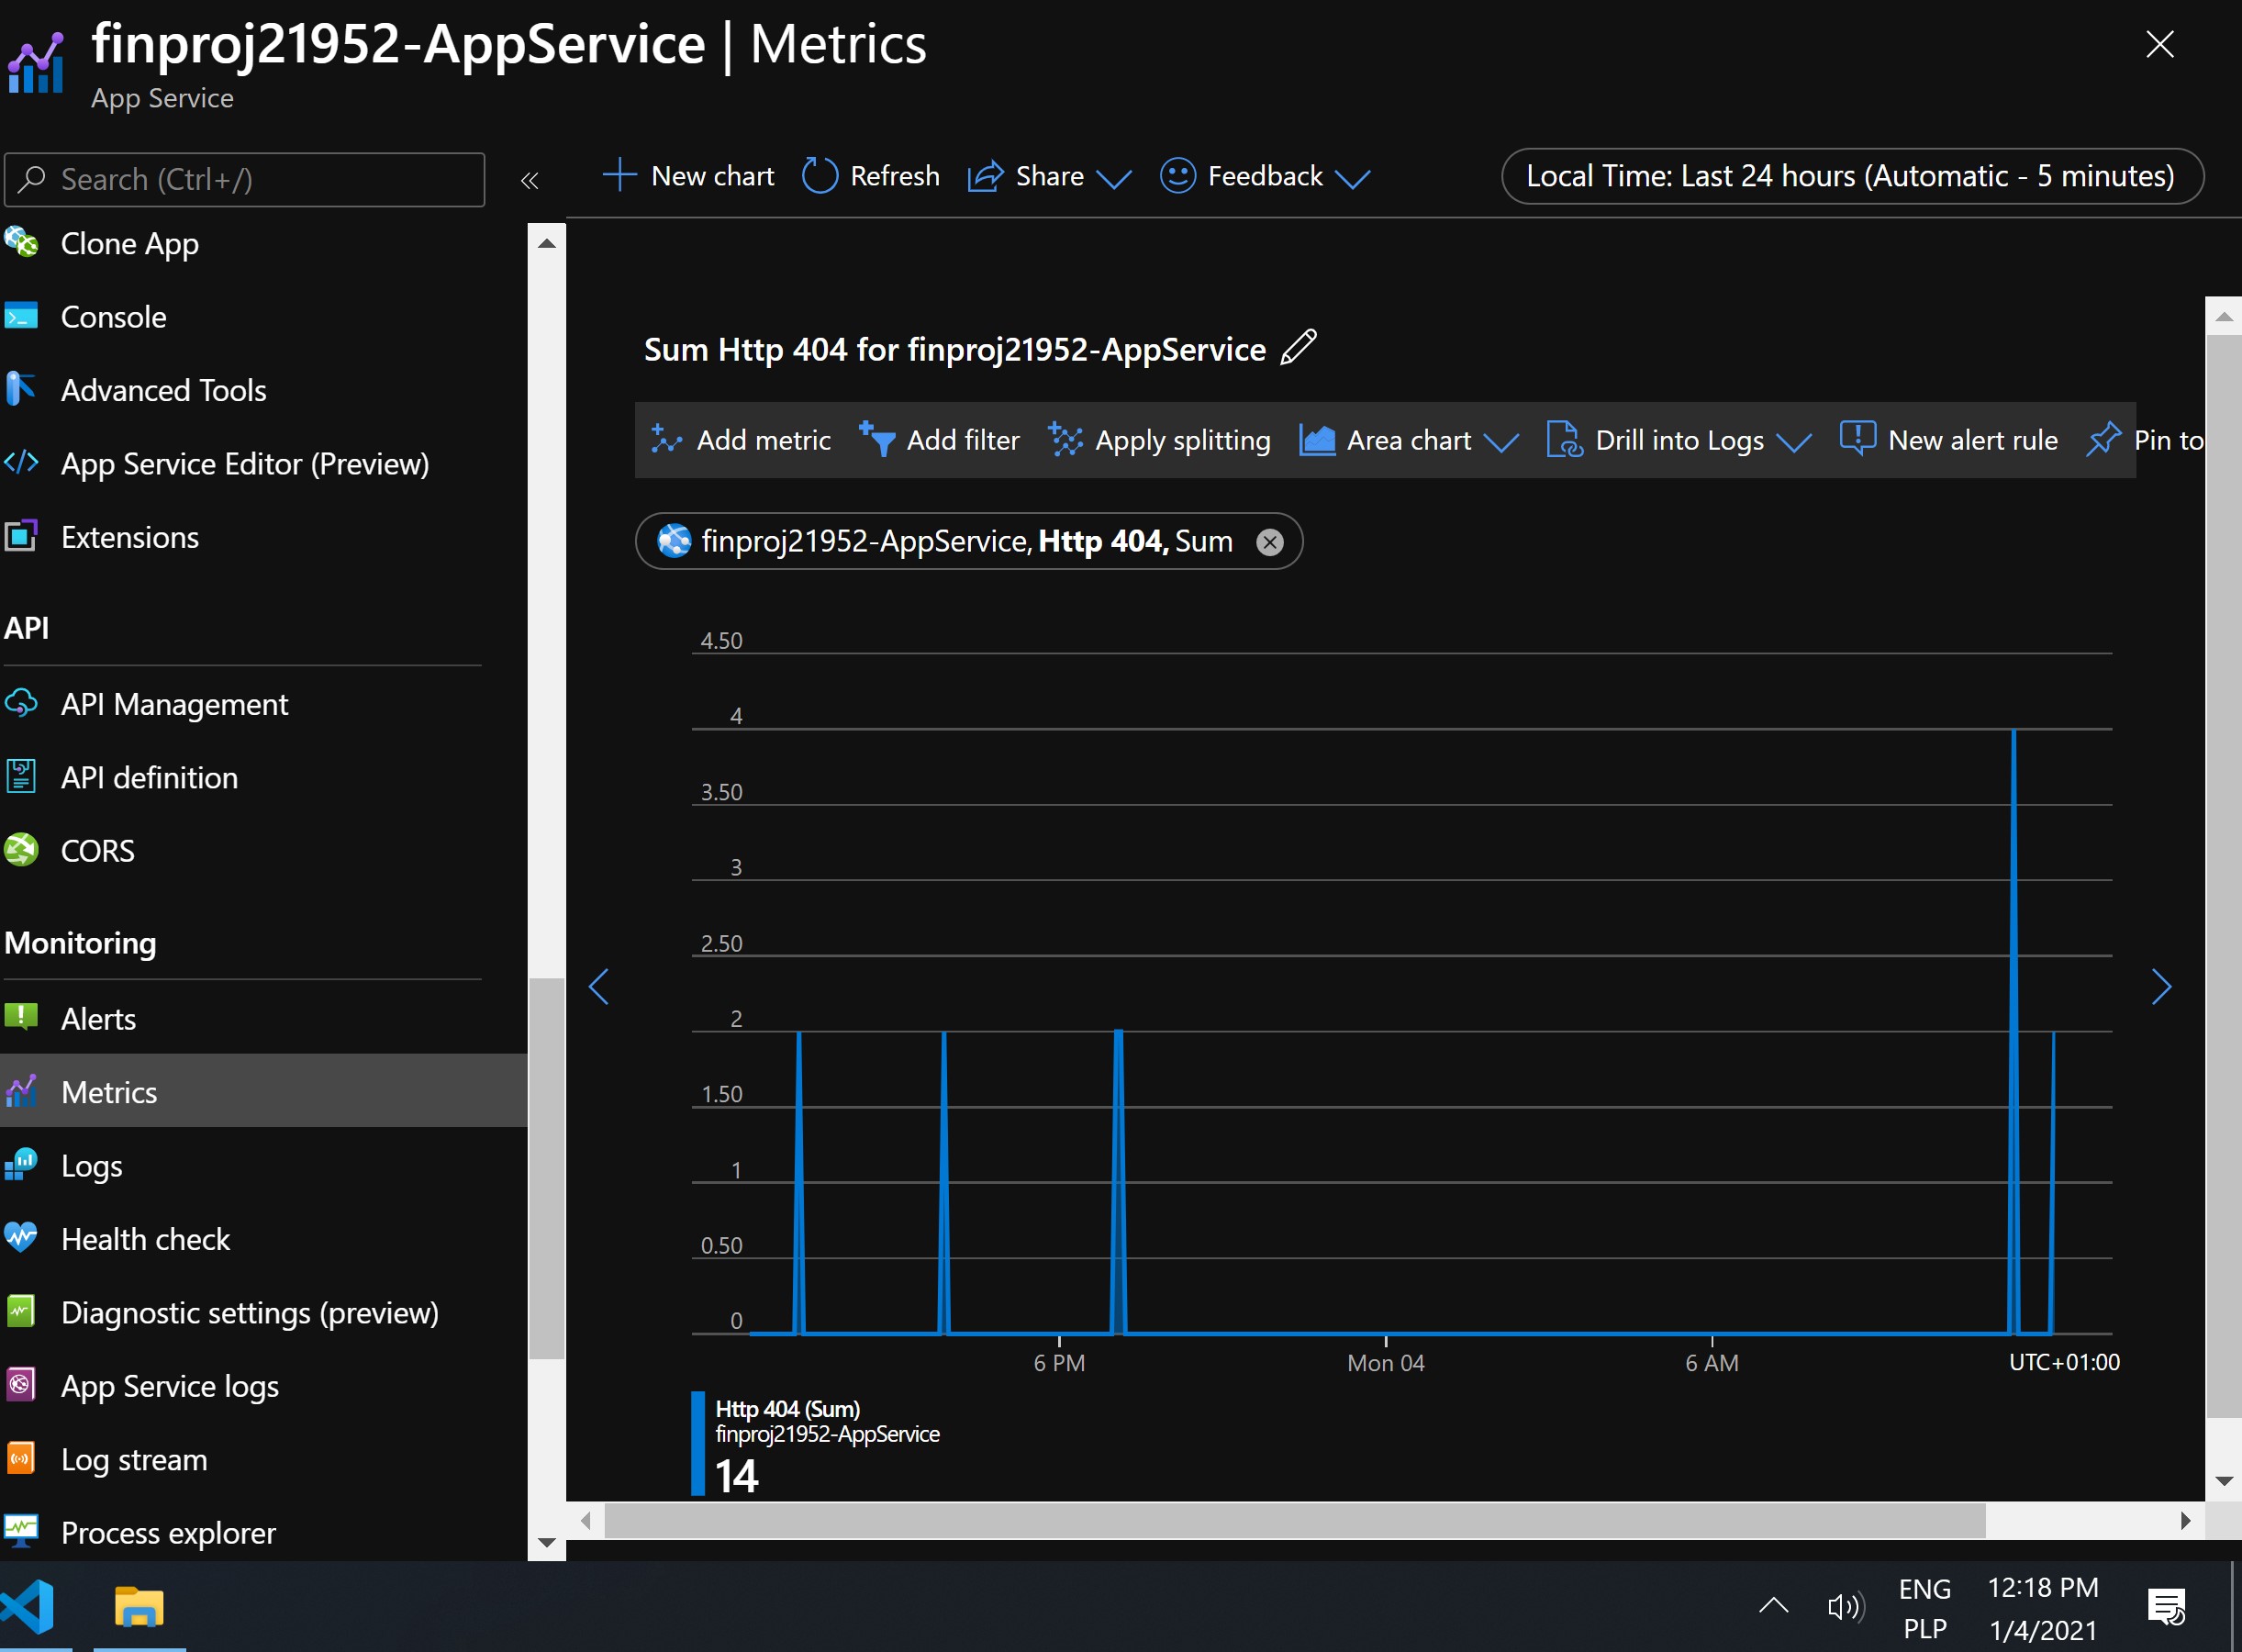 finproj21952-AppService | Metrics
App Service
Search (Ctrl+/)
«
New chart
Refresh
Share
Feedback
Local Time: Last 24 hours (Automatic - 5 minutes)
Clone App
Console
Advanced Tools
App Service Editor (Preview)
Extensions
API
API Management
API definition
CORS
Monitoring
Alerts
Metrics
Logs
Health check
Diagnostic settings (preview)
App Service logs
Log stream
Process explorer
Sum Http 404 for finproj21952-AppService
Add metric
Add filter
Apply splitting
Area chart
Drill into Logs
New alert rule
Pin to
finproj21952-AppService, Http 404, Sum
4.50
4
3.50
3
2.50
2
1.50
1
0.50
0
6 PM
Mon 04
6 AM
UTC+01:00
Http 404 (Sum)
finproj21952-AppService
14
ENG
PLP
12:18 PM
1/4/2021